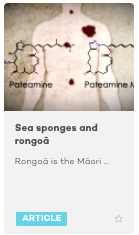 Pateamine Pateamine
Sea sponges and
rongoā
Rongoā is the Māori ...
ARTICLE